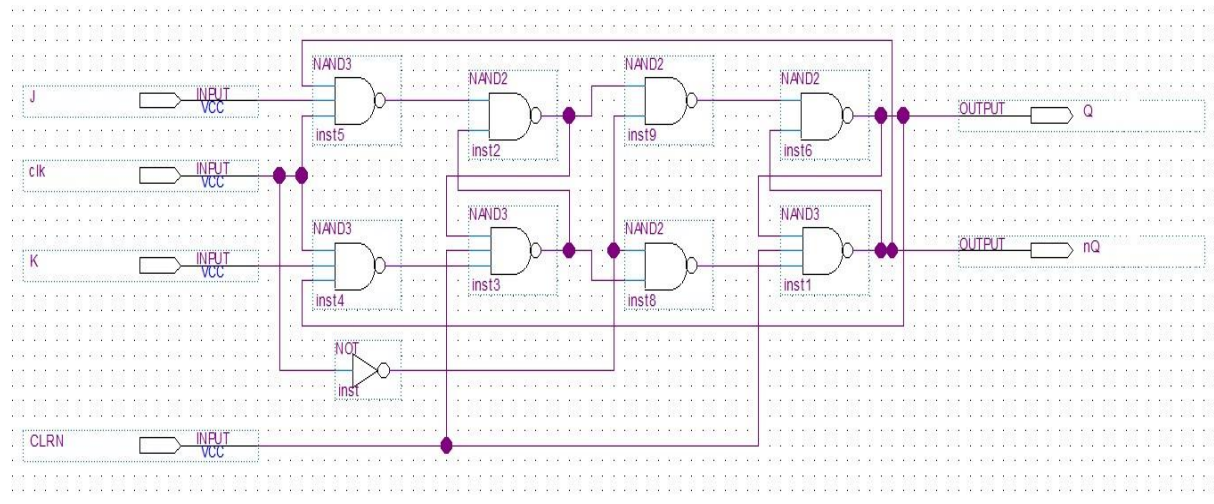 NAND3
NAND2
NAND2
NAND2
J
INPUT
VCC
OUTPUT
Q
inst5
inst2
inst9
inst6
clk
INPUT
VCC
NAND3
NAND3
NAND2
NAND3
K
INPUT
VCC
OUTPUT
nQ
inst4
inst3
inst8
inst1
NOT
inst
CLRN
INPUT
VCC